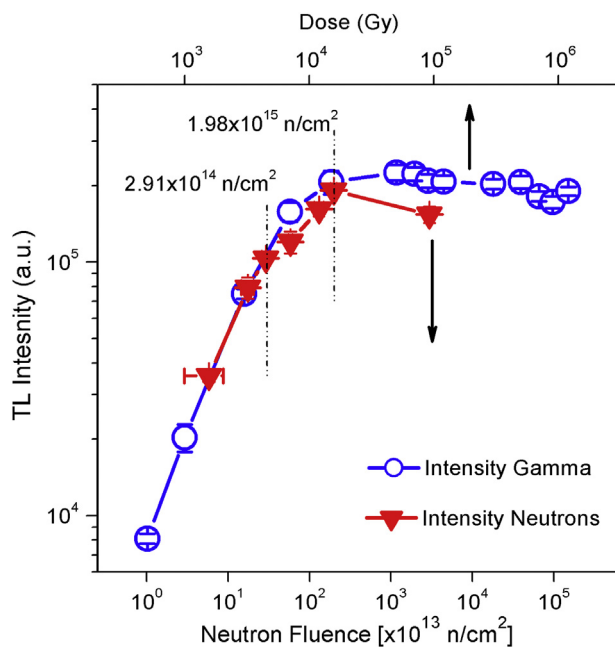 Dose (Gy)
10³ 10⁴ 10⁵ 10⁶
1.98x10¹⁵ n/cm²
2.91x10¹⁴ n/cm²
10⁵
TL Intesnity (a.u.)
Intensity Gamma
Intensity Neutrons
10⁴
10⁰ 10¹ 10² 10³ 10⁴ 10⁵
Neutron Fluence [x10¹³ n/cm²]